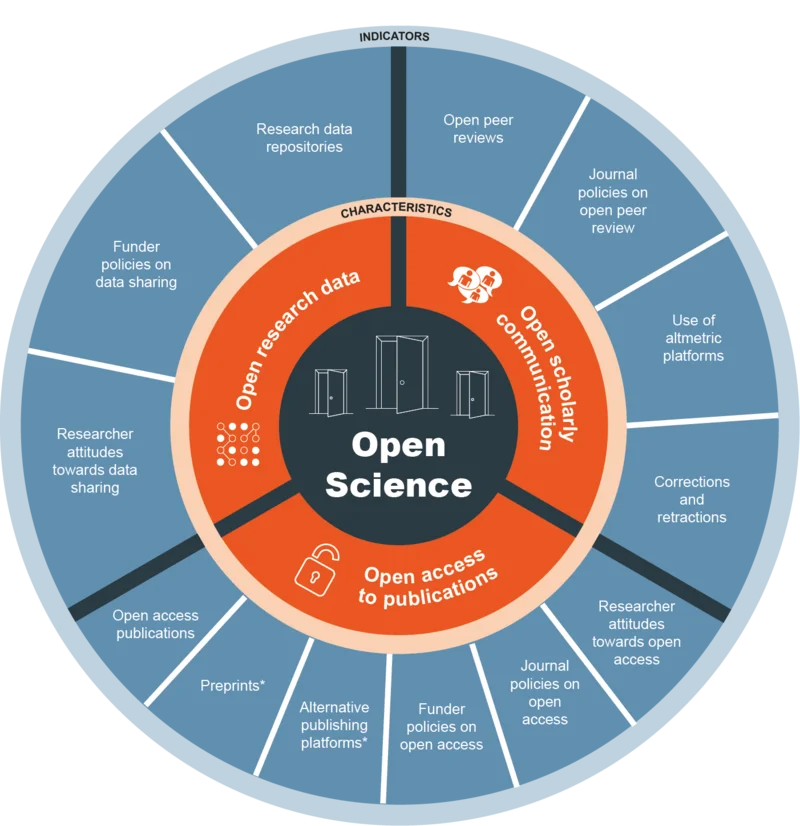 INDICATORS
Research data
repositories
Open peer
reviews
Journal
policies on
open peer
review
Funder
policies on
data sharing
Use of
altmetric
platforms
Researcher
attitudes
towards data
sharing
Corrections
and
retractions
CHARACTERISTICS
Open research data
Open scholarly
communication
Open
Science
Open access
to publications
Open access
publications
Preprints*
Alternative
publishing
platforms*
Funder
policies on
open access
Journal
policies on
open
access
Researcher
attitudes
towards open
access